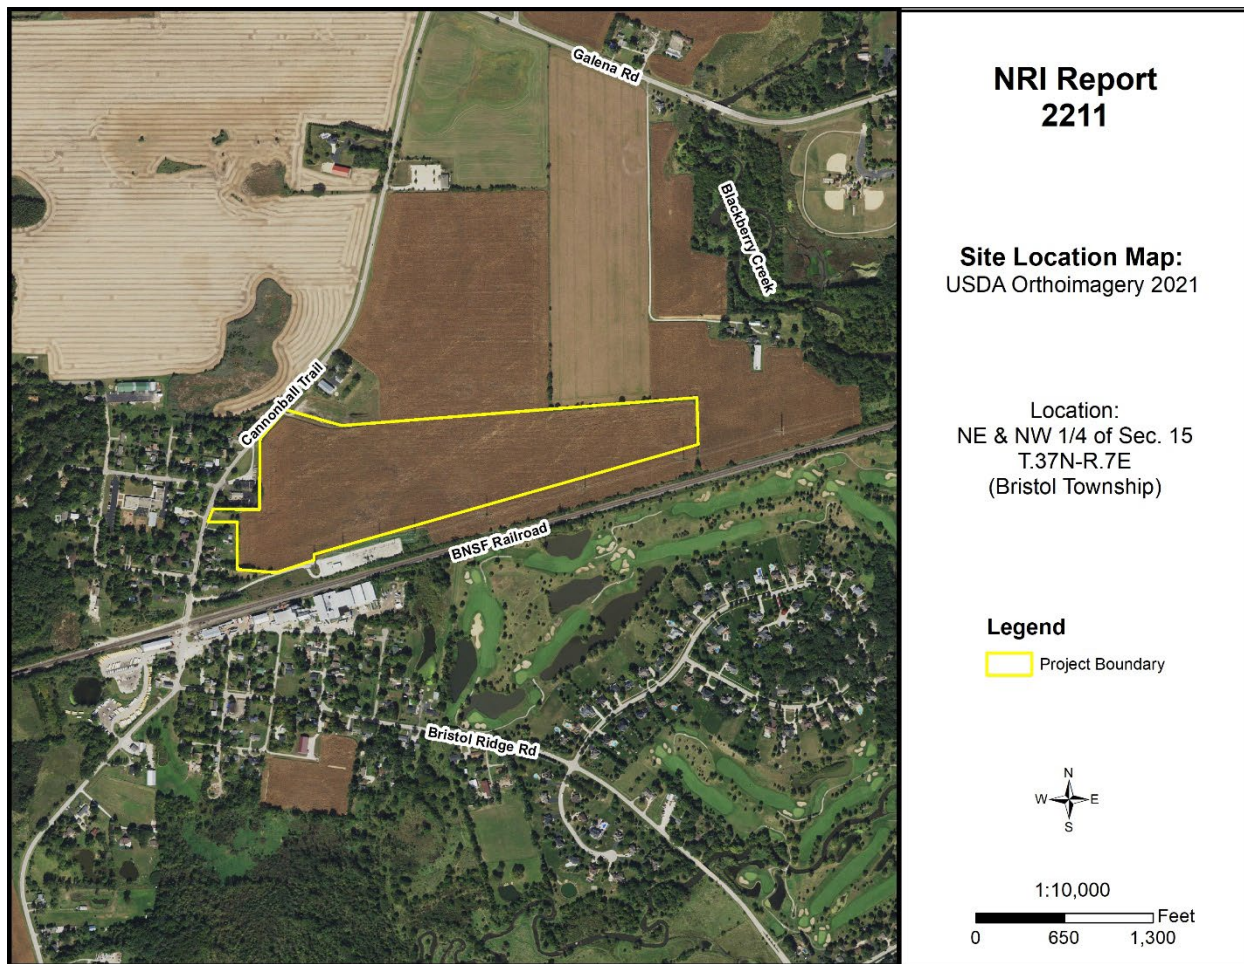 Galena Rd
Blackberry Creek
Cannonball Trail
BNSF Railroad
Bristol Ridge Rd
NRI Report
2211
Site Location Map:
USDA Orthoimagery 2021
Location:
NE & NW 1/4 of Sec. 15
T.37N-R.7E
(Bristol Township)
Legend
Project Boundary
N
W E
S
1:10,000
Feet
0 650 1,300